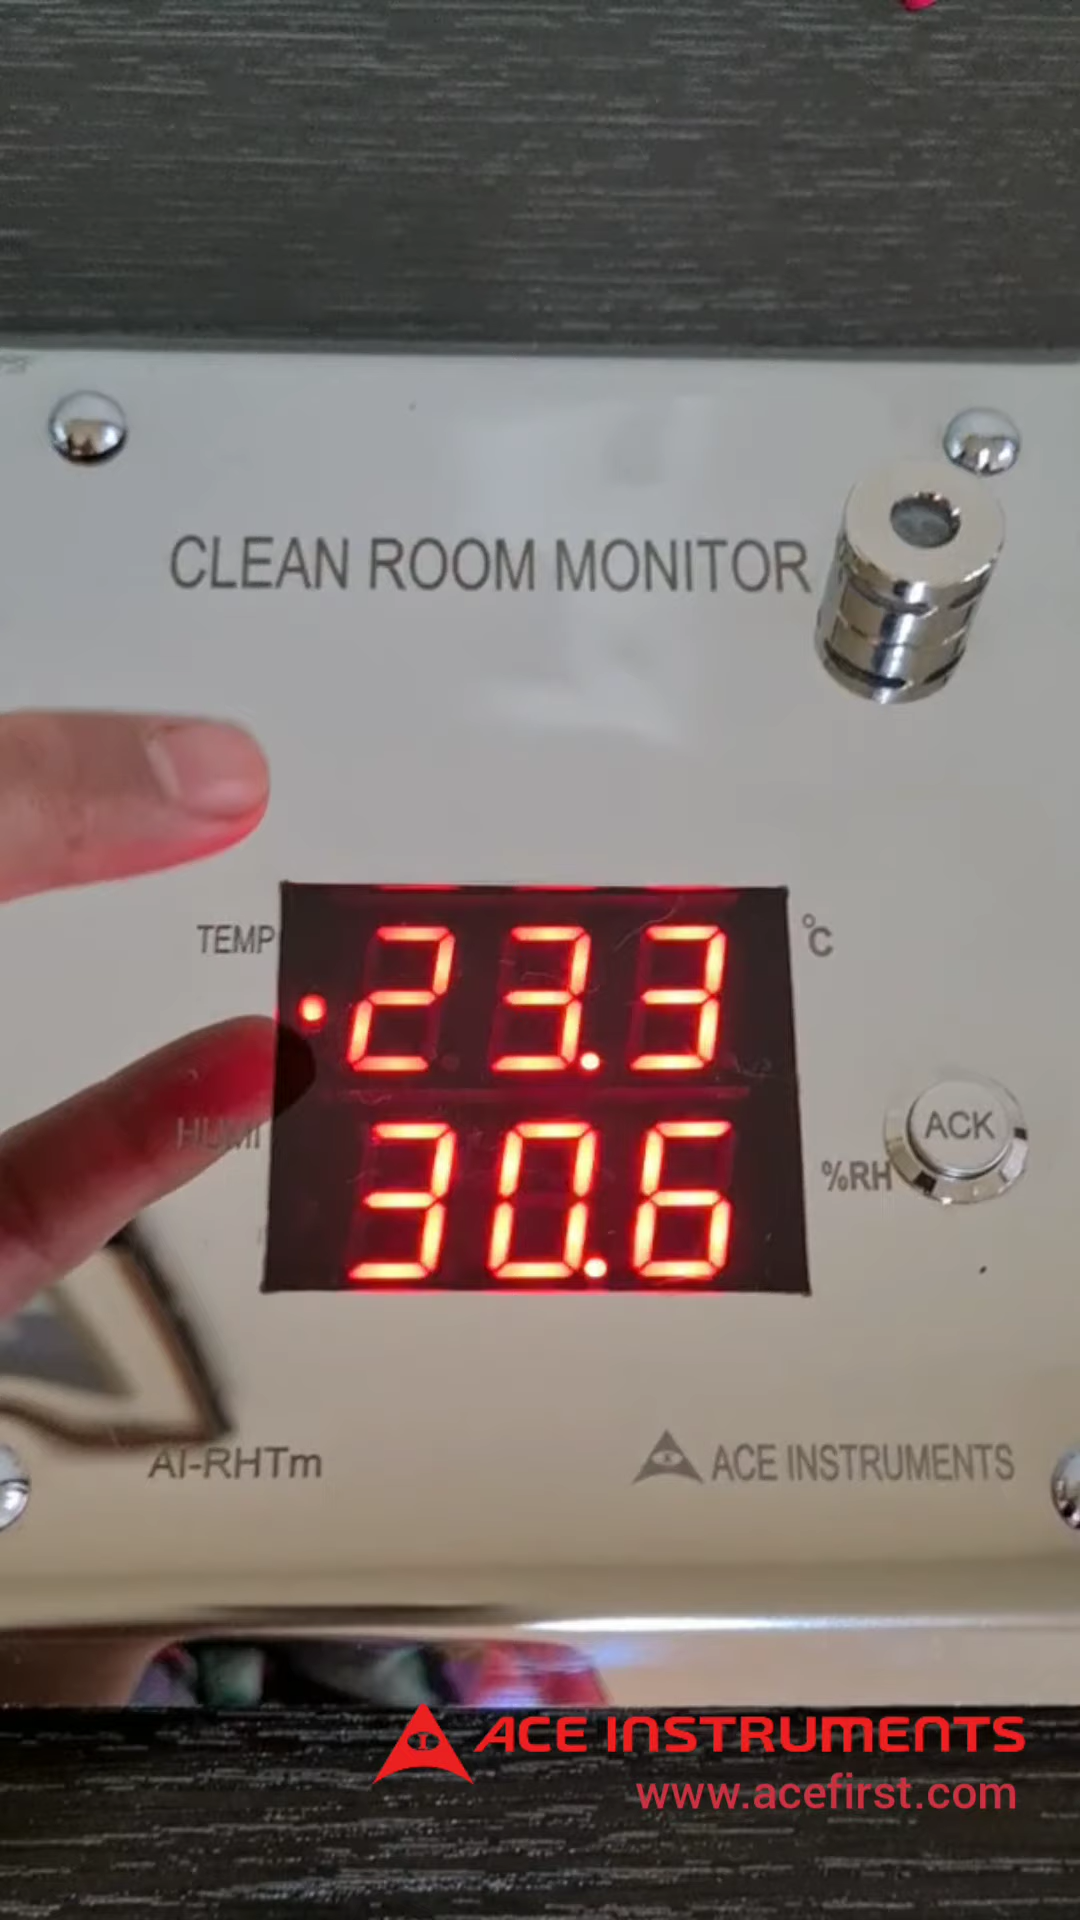 CLEAN ROOM MONITOR
TEMP 23.3 °C
HUMI 30.6 %RH
ACK
AI-RHTm
ACE INSTRUMENTS
ACE INSTRUMENTS
www.acefirst.com